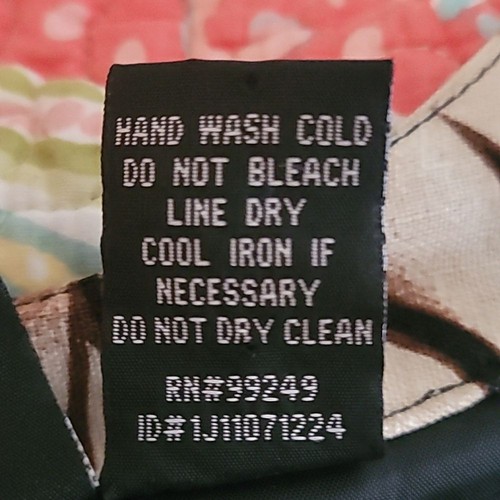 HAND WASH COLD
DO NOT BLEACH
LINE DRY
COOL IRON IF
NECESSARY
DO NOT DRY CLEAN
RN#99249
ID#1J11071224